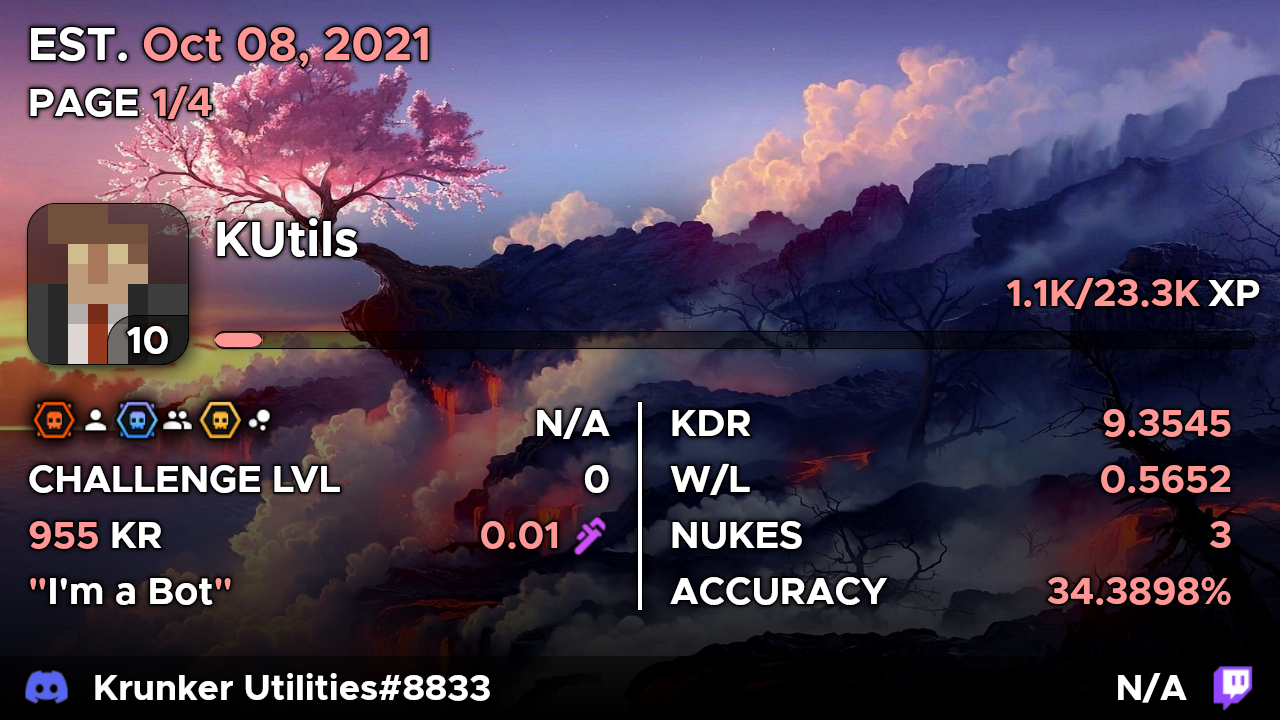 EST. Oct 08, 2021
PAGE 1/4
KUtils
1.1K/23.3K XP
10
N/A
CHALLENGE LVL 0
955 KR 0.01
"I'm a Bot"
KDR 9.3545
W/L 0.5652
NUKES 3
ACCURACY 34.3898%
Krunker Utilities#8833
N/A